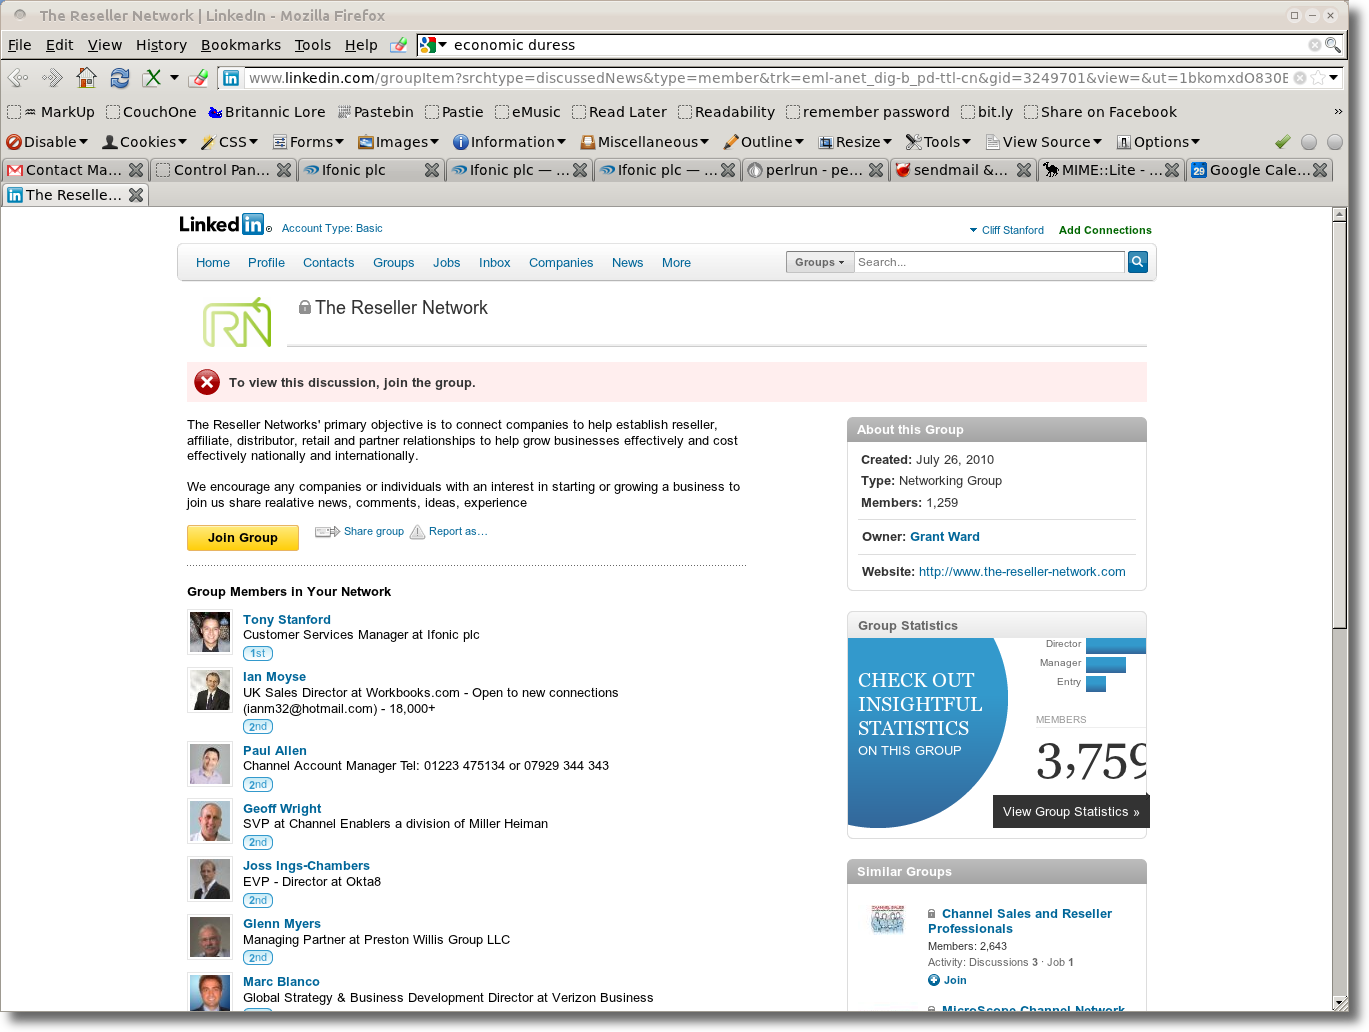 The Reseller Network | LinkedIn - Mozilla Firefox
File Edit View History Bookmarks Tools Help economic duress
www.linkedin.com/groupItem?srchtype=discussedNews&type=member&trk=eml-anet_dig-b_pd-ttl-cn&gid=3249701&view=&ut=1bkomxdO830E
MarkUp CouchOne Britannic Lore Pastebin Pastie eMusic Read Later Readability remember password bit.ly Share on Facebook »
Disable Cookies CSS Forms Images Information Miscellaneous Outline Resize Tools View Source Options
Contact Ma... Control Pan... Ifonic plc Ifonic plc — ... Ifonic plc — ... perlrun - pe... sendmail &... MIME::Lite - ... 29 Google Cale...
The Reselle...
Linked in Account Type: Basic
Cliff Stanford Add Connections
Home Profile Contacts Groups Jobs Inbox Companies News More Groups Search...
RN The Reseller Network
To view this discussion, join the group.
The Reseller Networks' primary objective is to connect companies to help establish reseller,
affiliate, distributor, retail and partner relationships to help grow businesses effectively and cost
effectively nationally and internationally.
We encourage any companies or individuals with an interest in starting or growing a business to
join us share realative news, comments, ideas, experience
Join Group Share group Report as...
Group Members in Your Network
Tony Stanford
Customer Services Manager at Ifonic plc
1st
Ian Moyse
UK Sales Director at Workbooks.com - Open to new connections
(ianm32@hotmail.com) - 18,000+
2nd
Paul Allen
Channel Account Manager Tel: 01223 475134 or 07929 344 343
2nd
Geoff Wright
SVP at Channel Enablers a division of Miller Heiman
2nd
Joss Ings-Chambers
EVP - Director at Okta8
2nd
Glenn Myers
Managing Partner at Preston Willis Group LLC
2nd
Marc Blanco
Global Strategy & Business Development Director at Verizon Business
About this Group
Created: July 26, 2010
Type: Networking Group
Members: 1,259
Owner: Grant Ward
Website: http://www.the-reseller-network.com
Group Statistics
CHECK OUT
INSIGHTFUL
STATISTICS
ON THIS GROUP
Director
Manager
Entry
MEMBERS
3,759
View Group Statistics »
Similar Groups
Channel Sales and Reseller
Professionals
Members: 2,643
Activity: Discussions 3 · Job 1
Join
MicroScope Channel Network